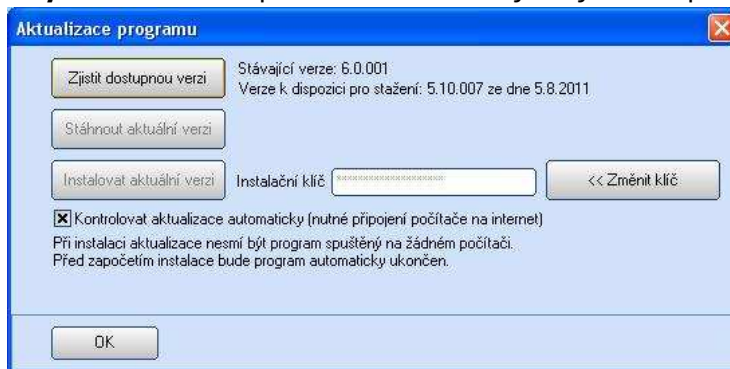 Aktualizace programu
Zjistit dostupnou verzi
Stávající verze: 6.0.001
Verze k dispozici pro stažení: 5.10.007 ze dne 5.8.2011
Stáhnout aktuální verzi
Instalovat aktuální verzi Instalační klíč ******************** << Změnit klíč
Kontrolovat aktualizace automaticky (nutné připojení počítače na internet)
Při instalaci aktualizace nesmí být program spuštěný na žádném počítači.
Před započetím instalace bude program automaticky ukončen.
OK